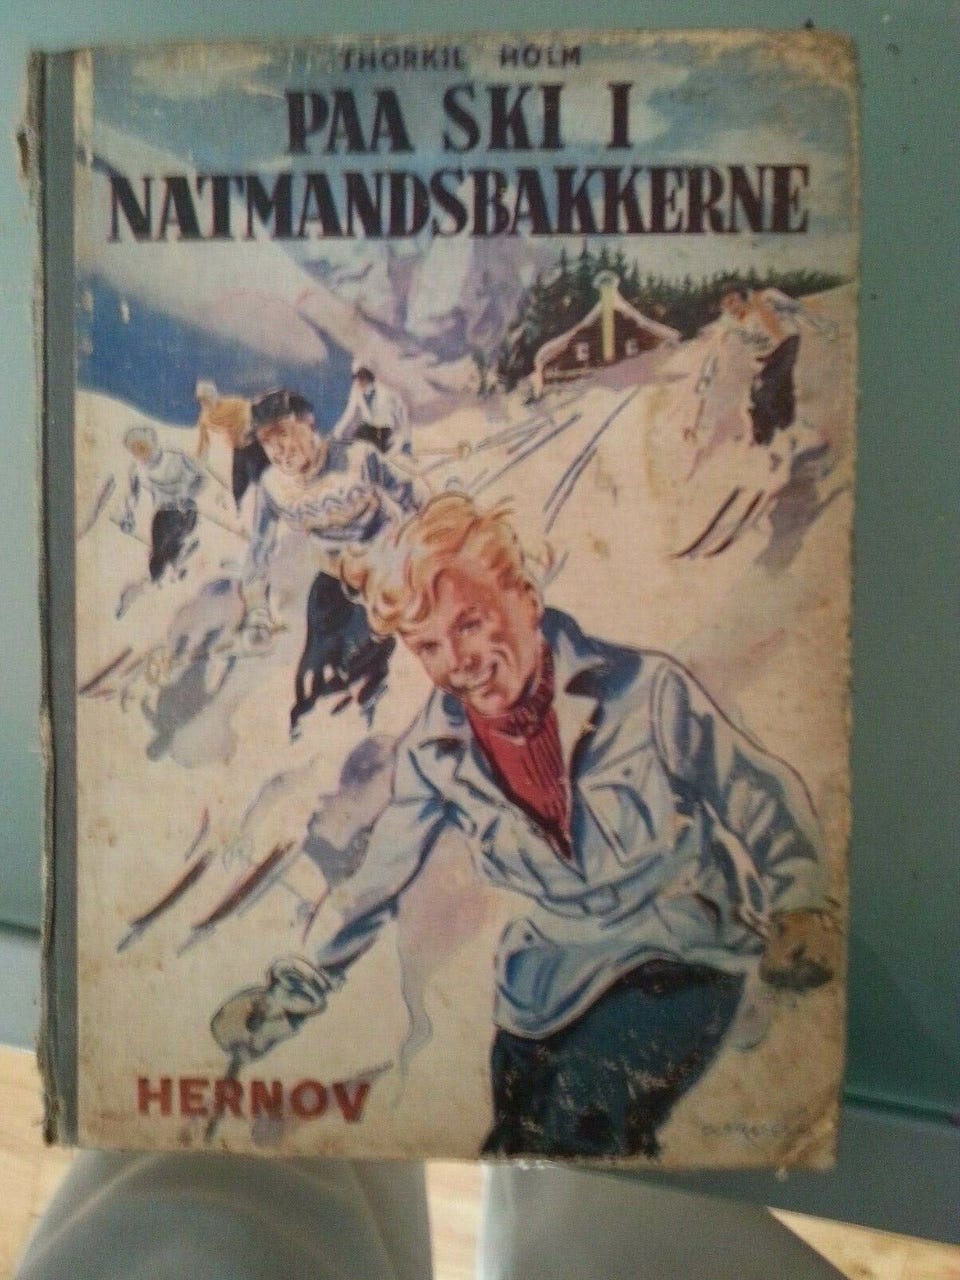 THORKIL HOLM
PAA SKI I
NATMANDSBAKKERNE
HERNOV